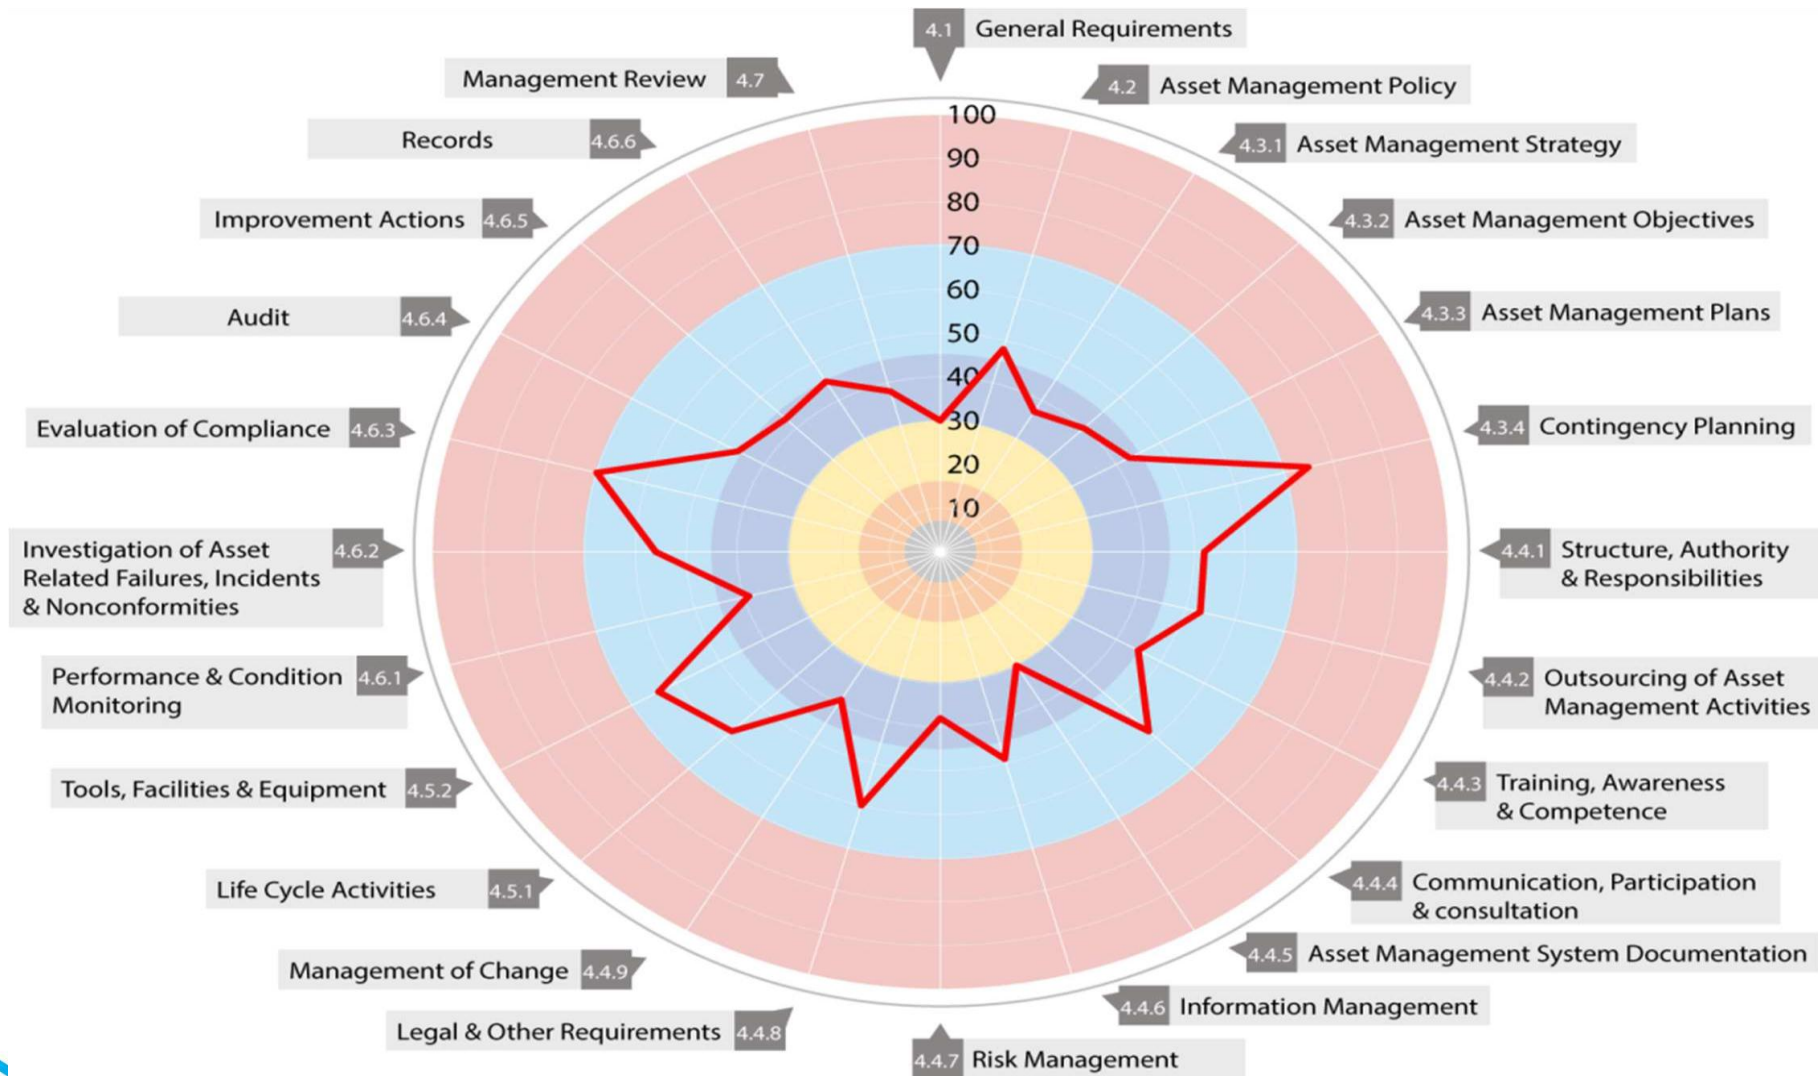 4.1 General Requirements
4.2 Asset Management Policy
4.3.1 Asset Management Strategy
4.3.2 Asset Management Objectives
4.3.3 Asset Management Plans
4.3.4 Contingency Planning
4.4.1 Structure, Authority
& Responsibilities
4.4.2 Outsourcing of Asset
Management Activities
4.4.3 Training, Awareness
& Competence
4.4.4 Communication, Participation
& consultation
4.4.5 Asset Management System Documentation
4.4.6 Information Management
4.4.7 Risk Management
Legal & Other Requirements 4.4.8
Management of Change 4.4.9
Life Cycle Activities 4.5.1
Tools, Facilities & Equipment 4.5.2
Performance & Condition 4.6.1
Monitoring
Investigation of Asset 4.6.2
Related Failures, Incidents
& Nonconformities
Evaluation of Compliance 4.6.3
Audit 4.6.4
Improvement Actions 4.6.5
Records 4.6.6
Management Review 4.7
100
90
80
70
60
50
40
30
20
10